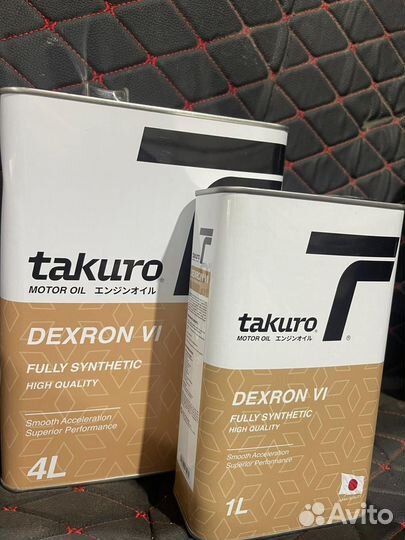 takuro
MOTOR OIL エンジンオイル
DEXRON VI
FULLY SYNTHETIC
HIGH QUALITY
Smooth Acceleration
Superior Performance
4L
takuro
MOTOR OIL エンジンオイル
DEXRON VI
FULLY SYNTHETIC
HIGH QUALITY
Smooth Acceleration
Superior Performance
1L
Avito